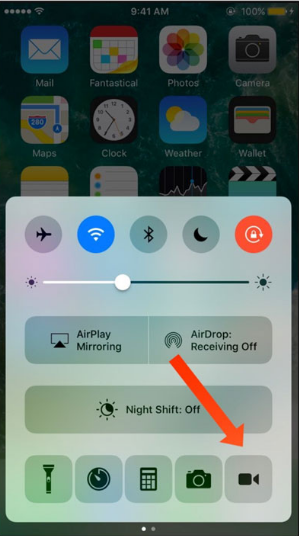 9:41 AM
100%
Mail
Fantastical
Photos
Camera
280
Maps
Clock
Weather
Wallet
AirPlay
Mirroring
AirDrop:
Receiving Off
Night Shift: Off